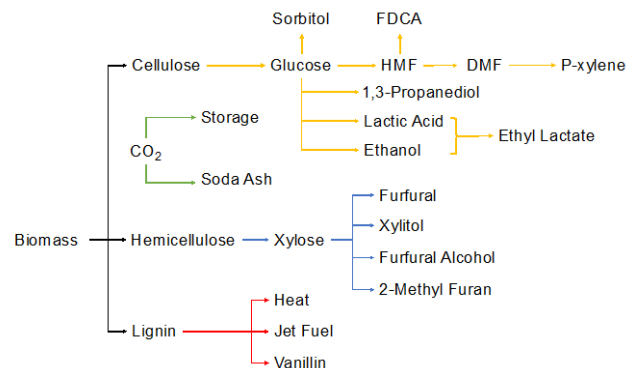 Sorbitol FDCA
Cellulose Glucose HMF DMF P-xylene
1,3-Propanediol
Storage Lactic Acid
Ethyl Lactate
CO2 Ethanol
Soda Ash
Furfural
Xylitol
Biomass Hemicellulose Xylose
Furfural Alcohol
2-Methyl Furan
Heat
Lignin Jet Fuel
Vanillin